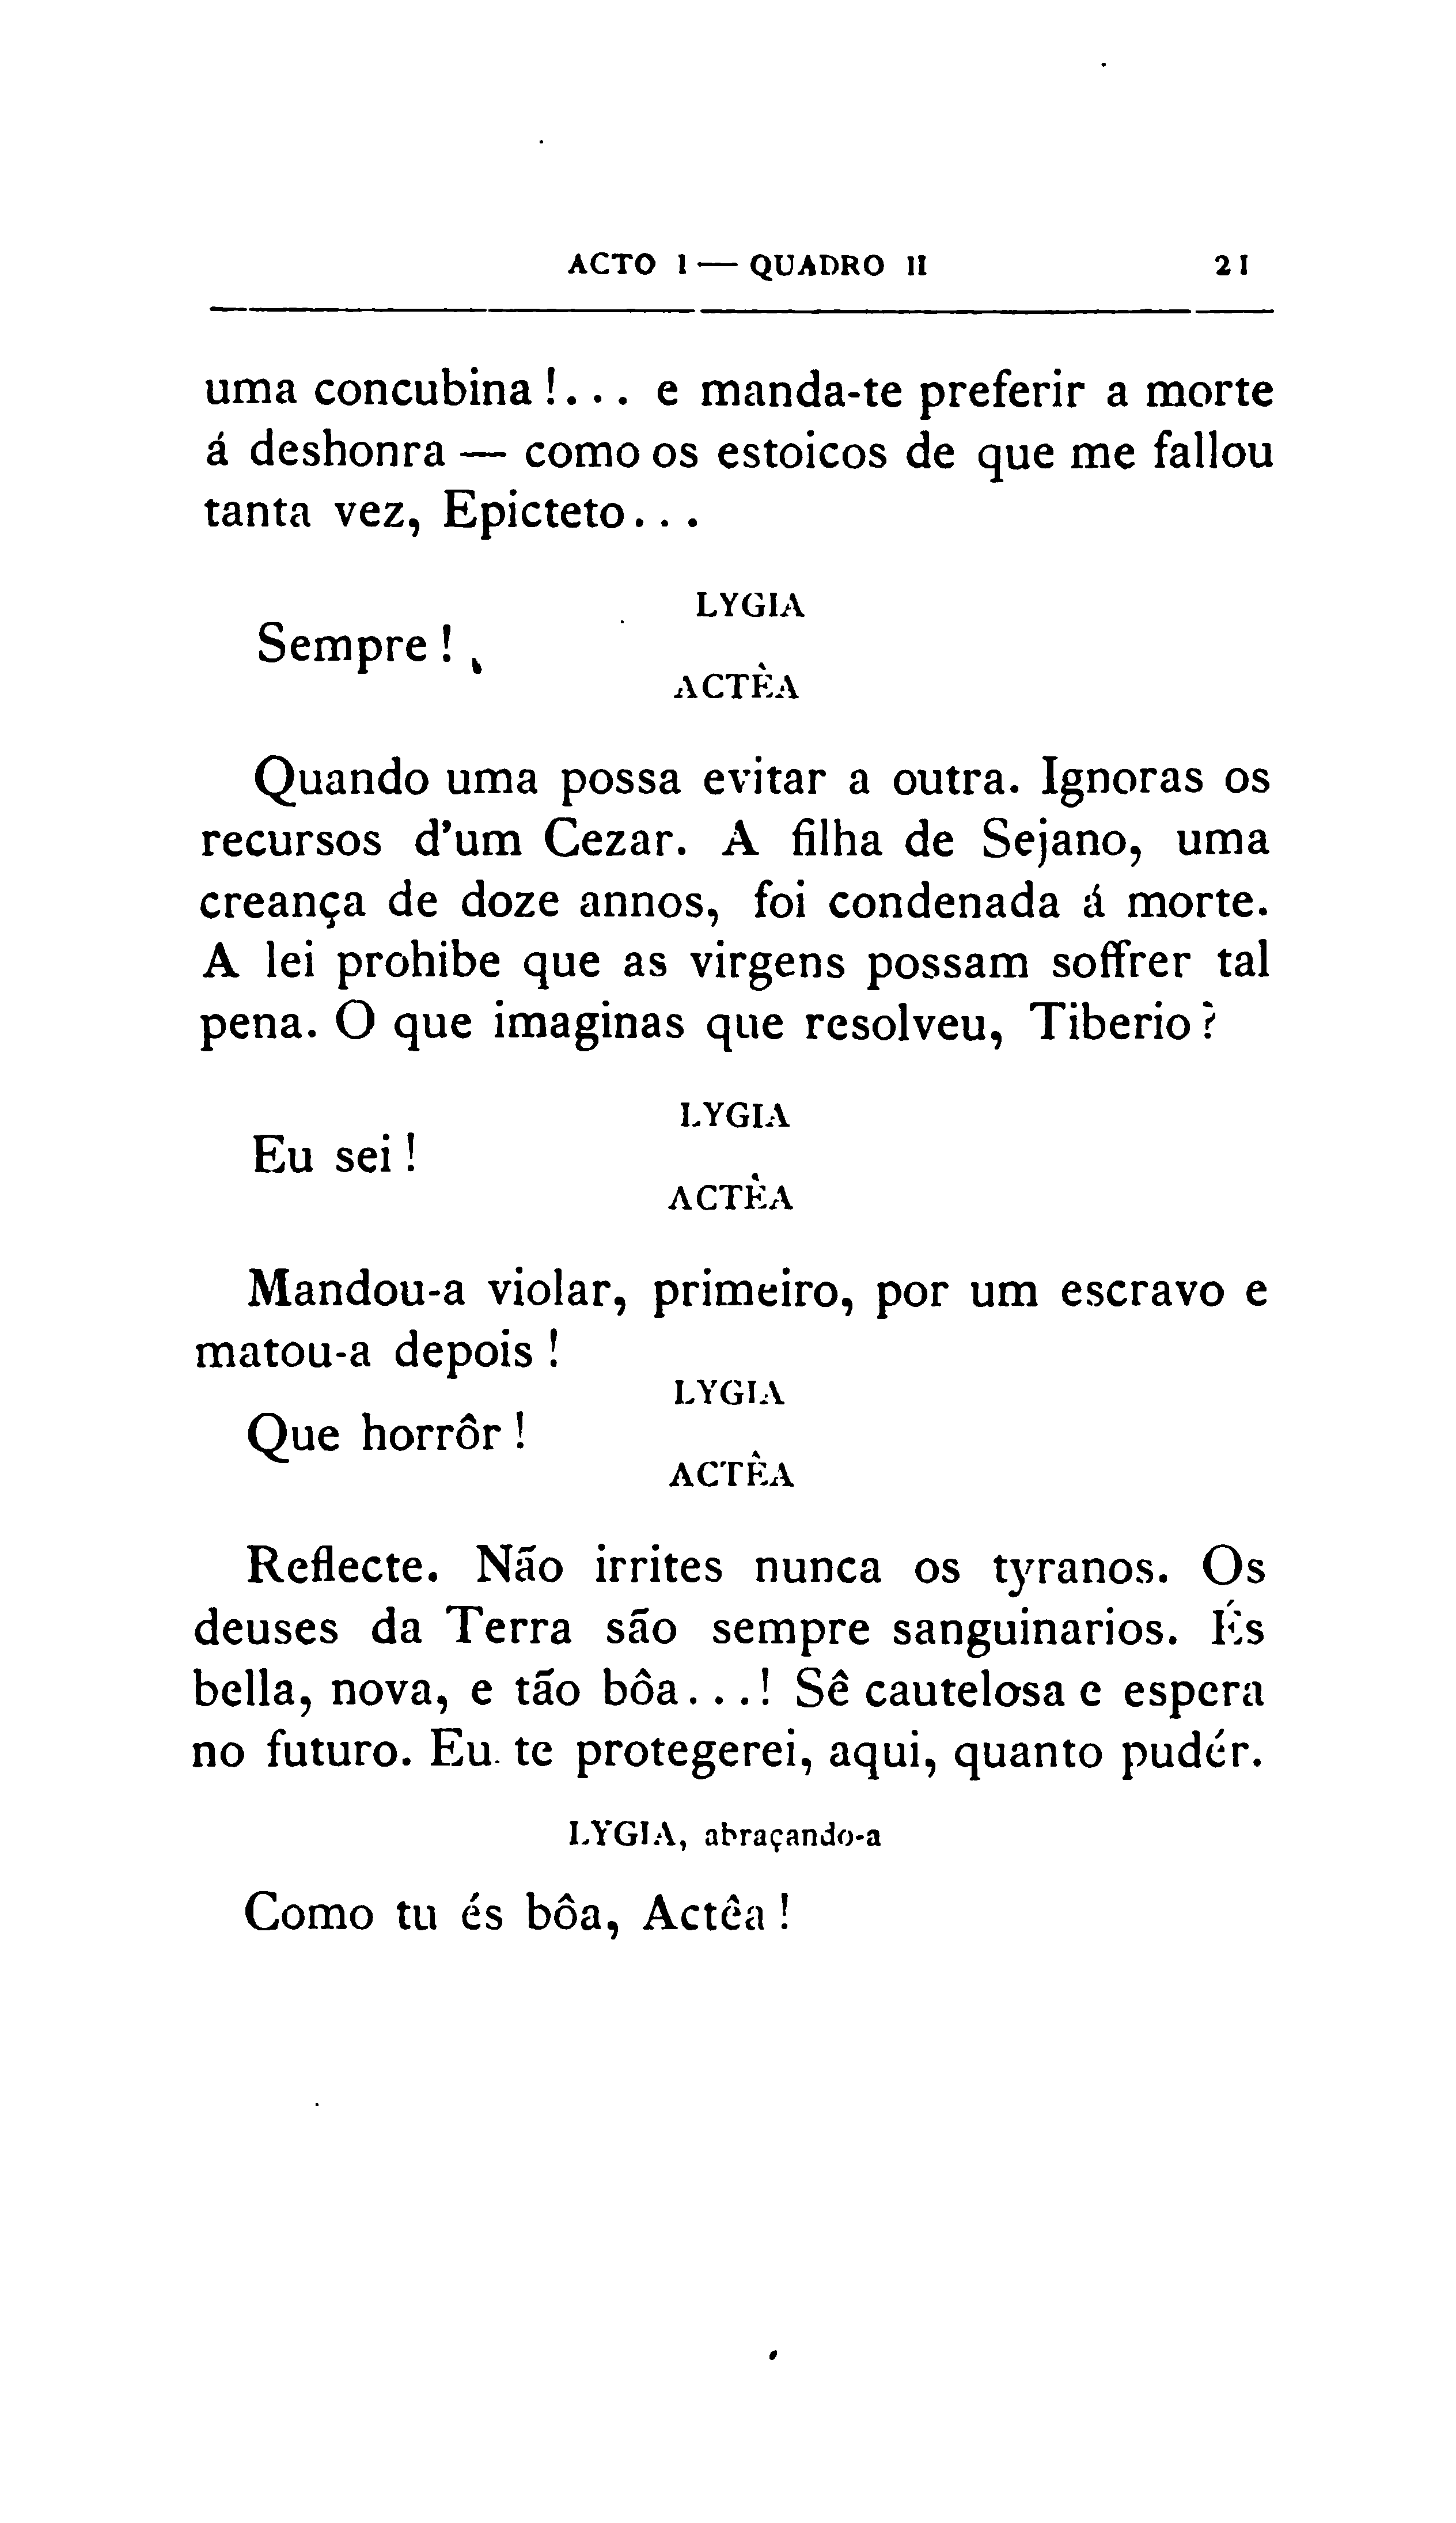 ACTO I — QUADRO II 21
uma concubina!... e manda-te preferir a morte
á deshonra — como os estoicos de que me fallou
tanta vez, Epicteto...
LYGIA
Sempre!
ACTÊA
Quando uma possa evitar a outra. Ignoras os
recursos d'um Cezar. A filha de Sejano, uma
creança de doze annos, foi condenada á morte.
A lei prohibe que as virgens possam soffrer tal
pena. O que imaginas que resolveu, Tiberio?
LYGIA
Eu sei!
ACTÊA
Mandou-a violar, primeiro, por um escravo e
matou-a depois!
LYGIA
Que horrôr!
ACTÊA
Reflecte. Não irrites nunca os tyranos. Os
deuses da Terra são sempre sanguinarios. És
bella, nova, e tão bôa...! Sê cautelosa e espera
no futuro. Eu te protegerei, aqui, quanto pudér.
LYGIA, abraçando-a
Como tu és bôa, Actêa!